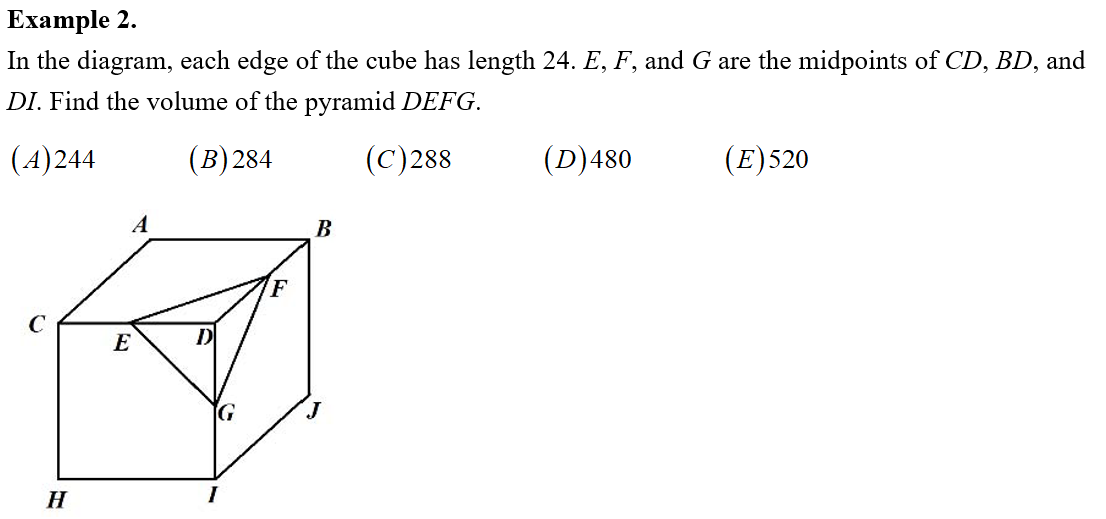 Example 2.
In the diagram, each edge of the cube has length 24. E, F, and G are the midpoints of CD, BD, and
DI. Find the volume of the pyramid DEFG.
(A)244 (B)284 (C)288 (D)480 (E)520
A
B
F
C
E
D
G
J
H
I